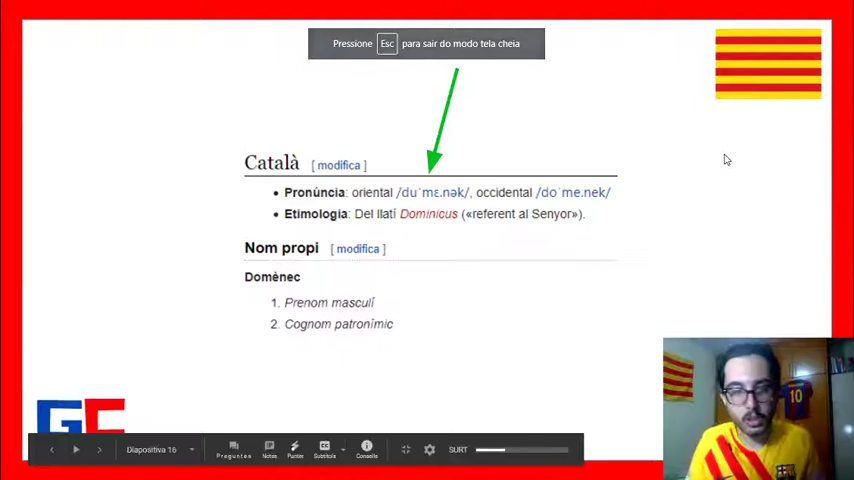 Pressione Esc para sair do modo tela cheia
Català [ modifica ]
• Pronúncia: oriental /duˈmɛ.nək/, occidental /doˈme.nek/
• Etimologia: Del llatí Dominicus («referent al Senyor»).
Nom propi [ modifica ]
Domènec
1. Prenom masculí
2. Cognom patronímic
10
Diapositiva 16
Preguntes
Notes
Punter
Subtítols
Consells
SURT